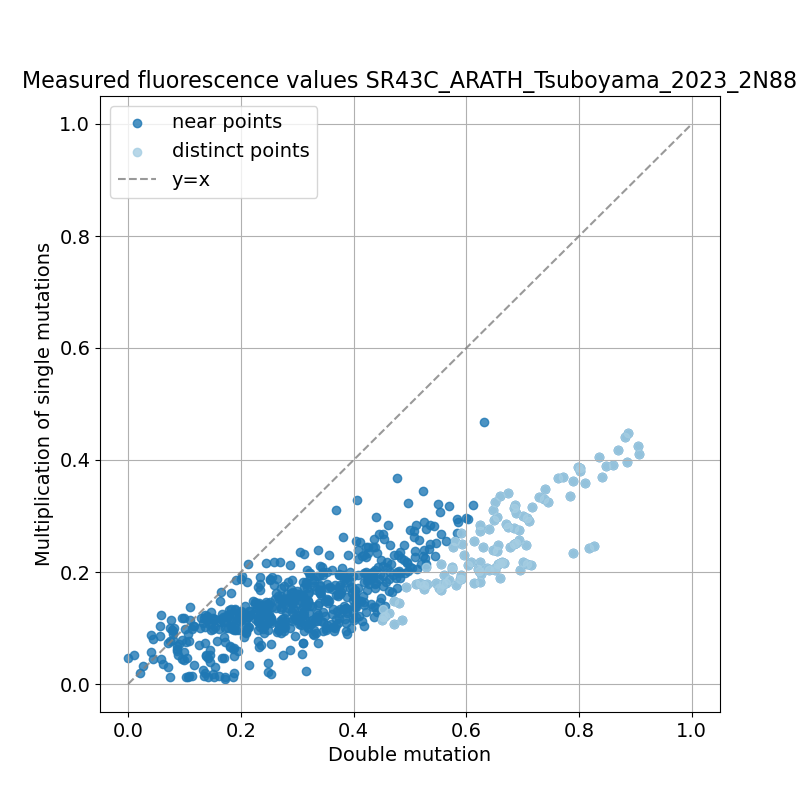 Measured fluorescence values SR43C_ARATH_Tsuboyama_2023_2N88
near points
distinct points
y=x
1.0
0.8
0.6
0.4
0.2
0.0
Multiplication of single mutations
0.0 0.2 0.4 0.6 0.8 1.0
Double mutation